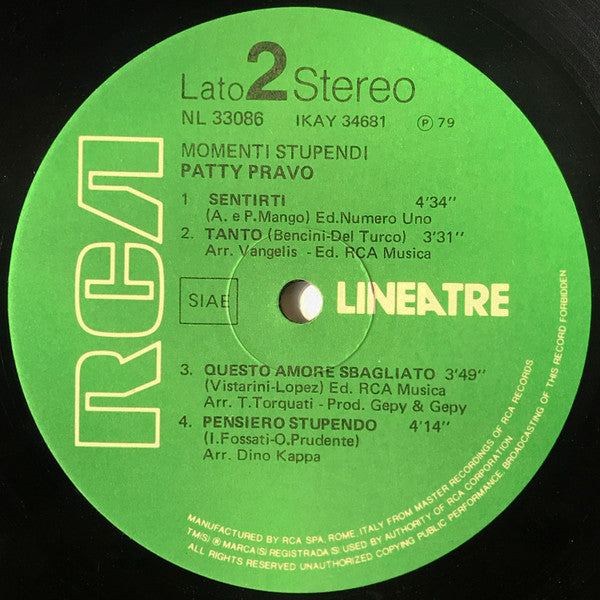 Lato 2 Stereo
NL 33086 IKAY 34681 ℗ 79
MOMENTI STUPENDI
PATTY PRAVO
1 SENTIRTI 4'34"
(A. e P.Mango) Ed.Numero Uno
2. TANTO (Bencini-Del Turco) 3'31"
Arr. Vangelis - Ed. RCA Musica
RCA
SIAE
LINEATRE
3. QUESTO AMORE SBAGLIATO 3'49"
(Vistarini-Lopez) Ed. RCA Musica
Arr. T.Torquati - Prod. Gepy & Gepy
4. PENSIERO STUPENDO 4'14"
(I.Fossati-O.Prudente)
Arr. Dino Kappa
MANUFACTURED BY RCA SPA, ROME, ITALY, FROM MASTER RECORDINGS OF RCA RECORDS
TM(S) ® MARCA(S) REGISTRADA(S) USED BY AUTHORITY OF RCA CORPORATION
ALL RIGHTS RESERVED UNAUTHORIZED COPYING PUBLIC PERFORMANCE, BROADCASTING OF THIS RECORD FORBIDDEN